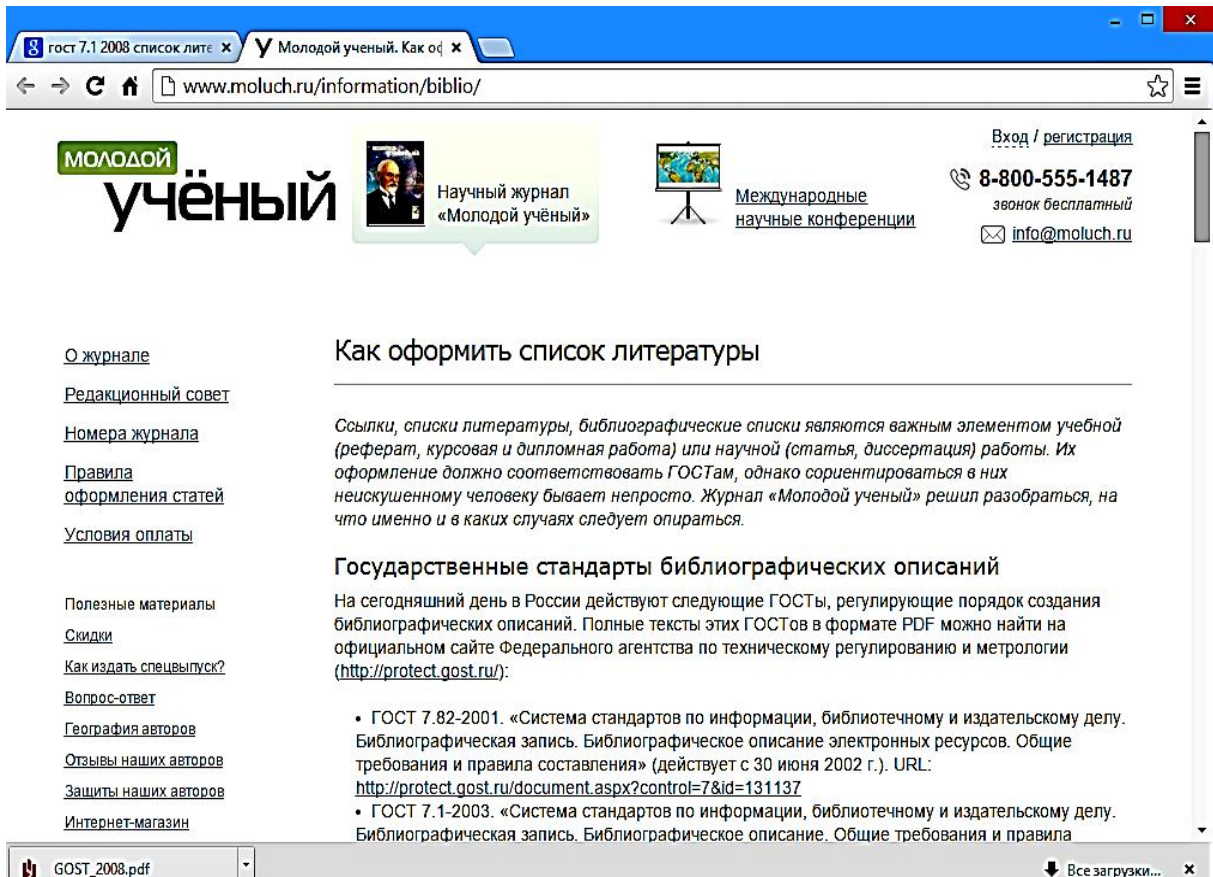 гост 7.1 2008 список лите
Молодой ученый. Как оф
www.moluch.ru/information/biblio/
молодой
учёный
Научный журнал
«Молодой учёный»
Международные
научные конференции
Вход / регистрация
8-800-555-1487
звонок бесплатный
info@moluch.ru
О журнале
Редакционный совет
Номера журнала
Правила
оформления статей
Условия оплаты
Полезные материалы
Скидки
Как издать спецвыпуск?
Вопрос-ответ
География авторов
Отзывы наших авторов
Защиты наших авторов
Интернет-магазин
Как оформить список литературы
Ссылки, списки литературы, библиографические списки являются важным элементом учебной
(реферат, курсовая и дипломная работа) или научной (статья, диссертация) работы. Их
оформление должно соответствовать ГОСТам, однако сориентироваться в них
неискушенному человеку бывает непросто. Журнал «Молодой ученый» решил разобраться, на
что именно и в каких случаях следует опираться.
Государственные стандарты библиографических описаний
На сегодняшний день в России действуют следующие ГОСТы, регулирующие порядок создания
библиографических описаний. Полные тексты этих ГОСТов в формате PDF можно найти на
официальном сайте Федерального агентства по техническому регулированию и метрологии
(http://protect.gost.ru/):
• ГОСТ 7.82-2001. «Система стандартов по информации, библиотечному и издательскому делу.
Библиографическая запись. Библиографическое описание электронных ресурсов. Общие
требования и правила составления» (действует с 30 июня 2002 г.). URL:
http://protect.gost.ru/document.aspx?control=7&id=131137
• ГОСТ 7.1-2003. «Система стандартов по информации, библиотечному и издательскому делу.
Библиографическая запись. Библиографическое описание. Общие требования и правила
GOST_2008.pdf
Все загрузки...